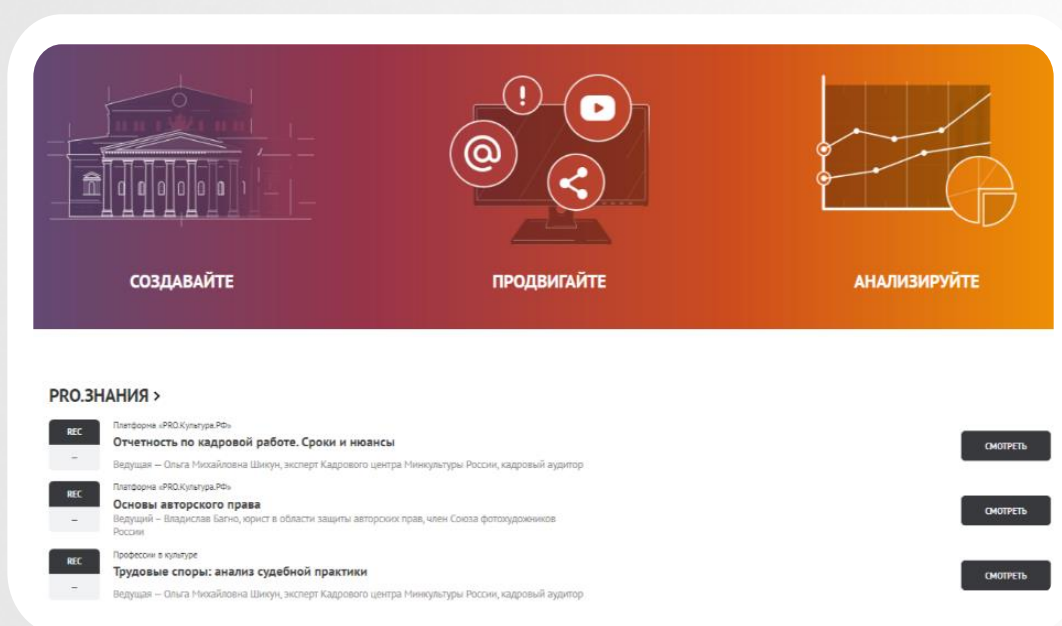 СОЗДАВАЙТЕ
ПРОДВИГАЙТЕ
АНАЛИЗИРУЙТЕ
PRO.ЗНАНИЯ >
REC
–
Платформа «PRO.Культура.РФ»
Отчетность по кадровой работе. Сроки и нюансы
Ведущая — Ольга Михайловна Шикун, эксперт Кадрового центра Минкультуры России, кадровый аудитор
СМОТРЕТЬ
REC
–
Платформа «PRO.Культура.РФ»
Основы авторского права
Ведущий – Владислав Багно, юрист в области защиты авторских прав, член Союза фотохудожников
России
СМОТРЕТЬ
REC
–
Профессии в культуре
Трудовые споры: анализ судебной практики
Ведущая — Ольга Михайловна Шикун, эксперт Кадрового центра Минкультуры России, кадровый аудитор
СМОТРЕТЬ